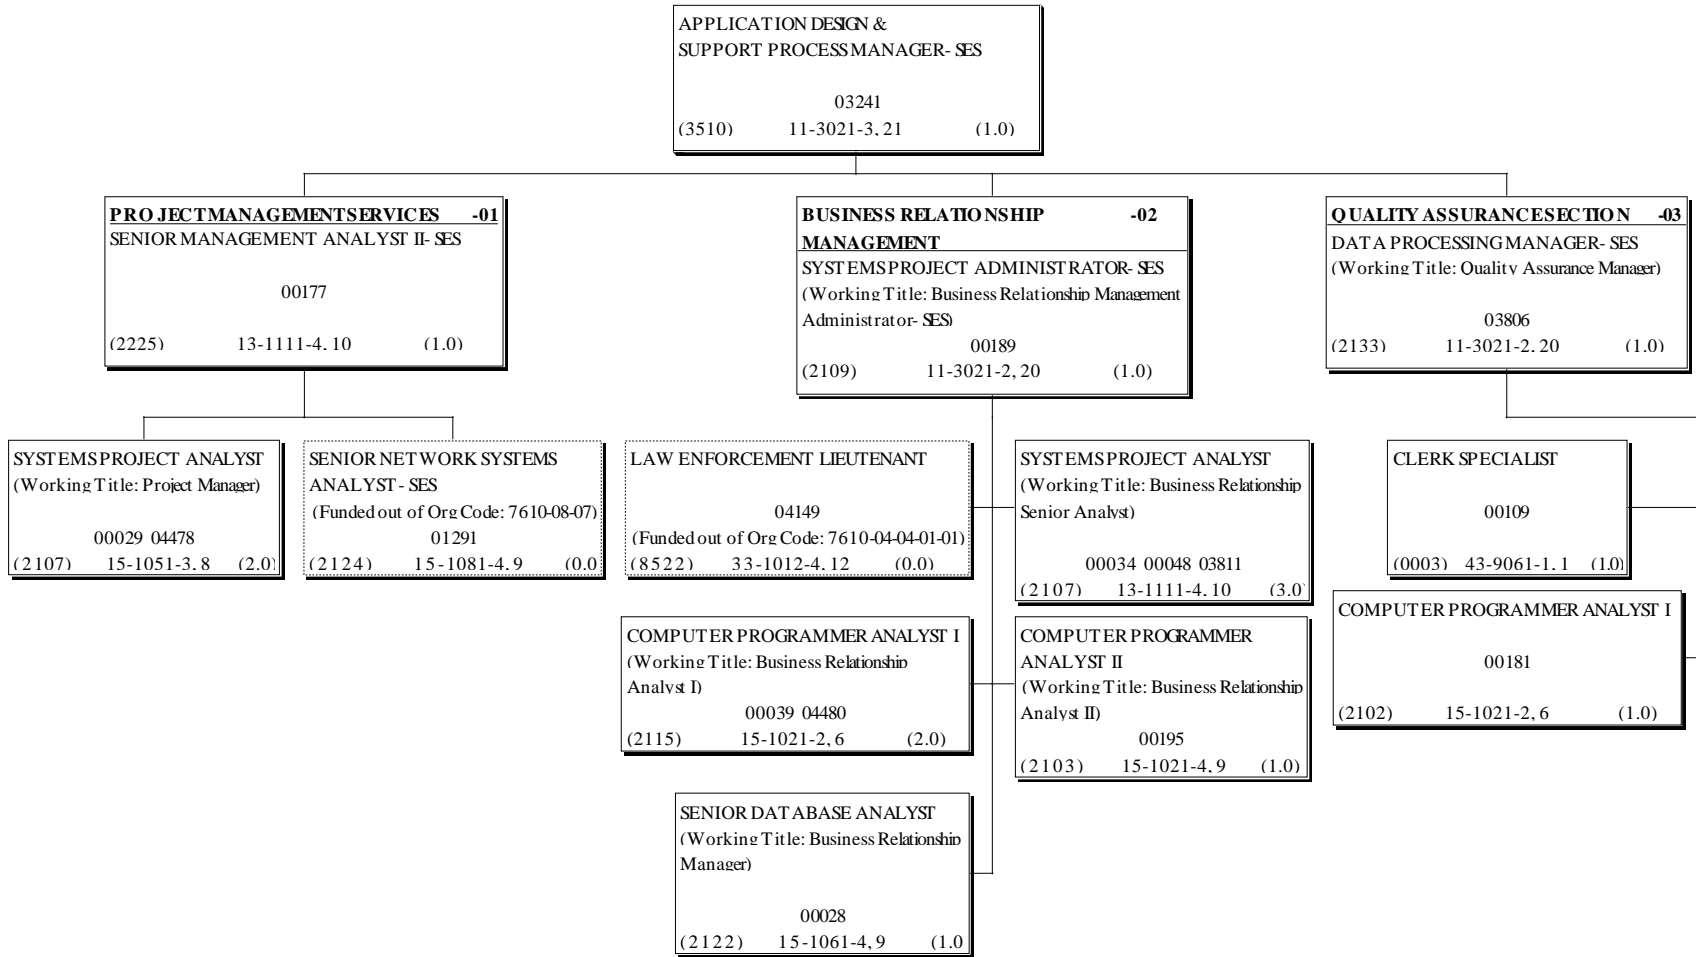 APPLICATION DESIGN &
SUPPORT PROCESS MANAGER- SES
03241
(3510) 11-3021-3, 21 (1.0)
PROJECT MANAGEMENT SERVICES -01
SENIOR MANAGEMENT ANALYST II- SES
00177
(2225) 13-1111-4, 10 (1.0)
BUSINESS RELATIONSHIP -02
MANAGEMENT
SYSTEMS PROJECT ADMINISTRATOR- SES
(Working Title: Business Relationship Management
Administrator- SES)
00189
(2109) 11-3021-2, 20 (1.0)
QUALITY ASSURANCE SECTION -03
DATA PROCESSING MANAGER- SES
(Working Title: Quality Assurance Manager)
03806
(2133) 11-3021-2, 20 (1.0)
SYSTEMS PROJECT ANALYST
(Working Title: Project Manager)
00029 04478
(2107) 15-1051-3, 8 (2.0)
SENIOR NETWORK SYSTEMS
ANALYST- SES
(Funded out of Org Code: 7610-08-07)
01291
(2124) 15-1081-4, 9 (0.0
LAW ENFORCEMENT LIEUTENANT
04149
(Funded out of Org Code: 7610-04-04-01-01)
(8522) 33-1012-4, 12 (0.0)
SYSTEMS PROJECT ANALYST
(Working Title: Business Relationship
Senior Analyst)
00034 00048 03811
(2107) 13-1111-4, 10 (3.0)
CLERK SPECIALIST
00109
(0003) 43-9061-1, 1 (1.0)
COMPUTER PROGRAMMER ANALYST I
(Working Title: Business Relationship
Analyst I)
00039 04480
(2115) 15-1021-2, 6 (2.0)
COMPUTER PROGRAMMER
ANALYST II
(Working Title: Business Relationship
Analyst II)
00195
(2103) 15-1021-4, 9 (1.0)
COMPUTER PROGRAMMER ANALYST I
00181
(2102) 15-1021-2, 6 (1.0)
SENIOR DATABASE ANALYST
(Working Title: Business Relationship
Manager)
00028
(2122) 15-1061-4, 9 (1.0